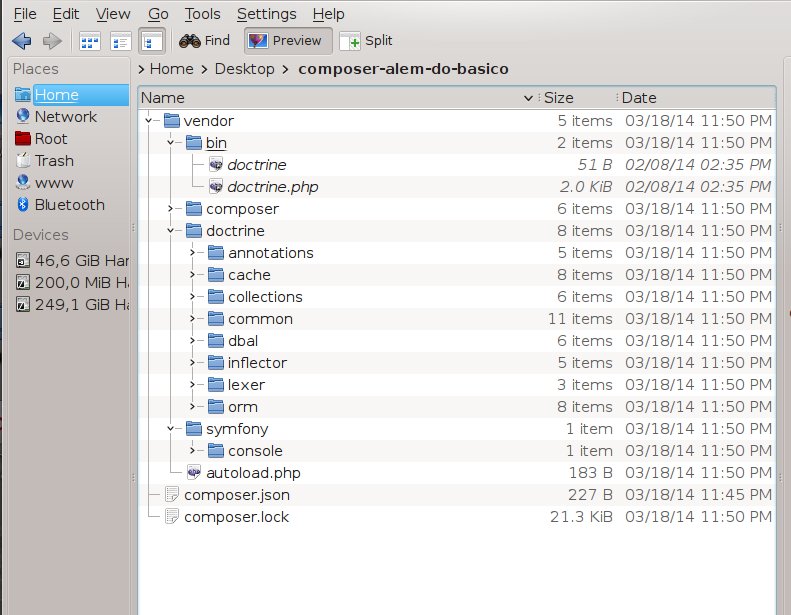 File Edit View Go Tools Settings Help
Find Preview Split
Places
Home
Network
Root
Trash
www
Bluetooth
Devices
46,6 GiB Har
200,0 MiB Ha
249,1 GiB Ha
> Home > Desktop > composer-alem-do-basico
Name Size Date
vendor 5 items 03/18/14 11:50 PM
bin 2 items 03/18/14 11:50 PM
doctrine 51 B 02/08/14 02:35 PM
doctrine.php 2.0 KiB 02/08/14 02:35 PM
composer 6 items 03/18/14 11:50 PM
doctrine 8 items 03/18/14 11:50 PM
annotations 5 items 03/18/14 11:50 PM
cache 8 items 03/18/14 11:50 PM
collections 6 items 03/18/14 11:50 PM
common 11 items 03/18/14 11:50 PM
dbal 6 items 03/18/14 11:50 PM
inflector 5 items 03/18/14 11:50 PM
lexer 3 items 03/18/14 11:50 PM
orm 8 items 03/18/14 11:50 PM
symfony 1 item 03/18/14 11:50 PM
console 1 item 03/18/14 11:50 PM
autoload.php 183 B 03/18/14 11:50 PM
composer.json 227 B 03/18/14 11:45 PM
composer.lock 21.3 KiB 03/18/14 11:50 PM